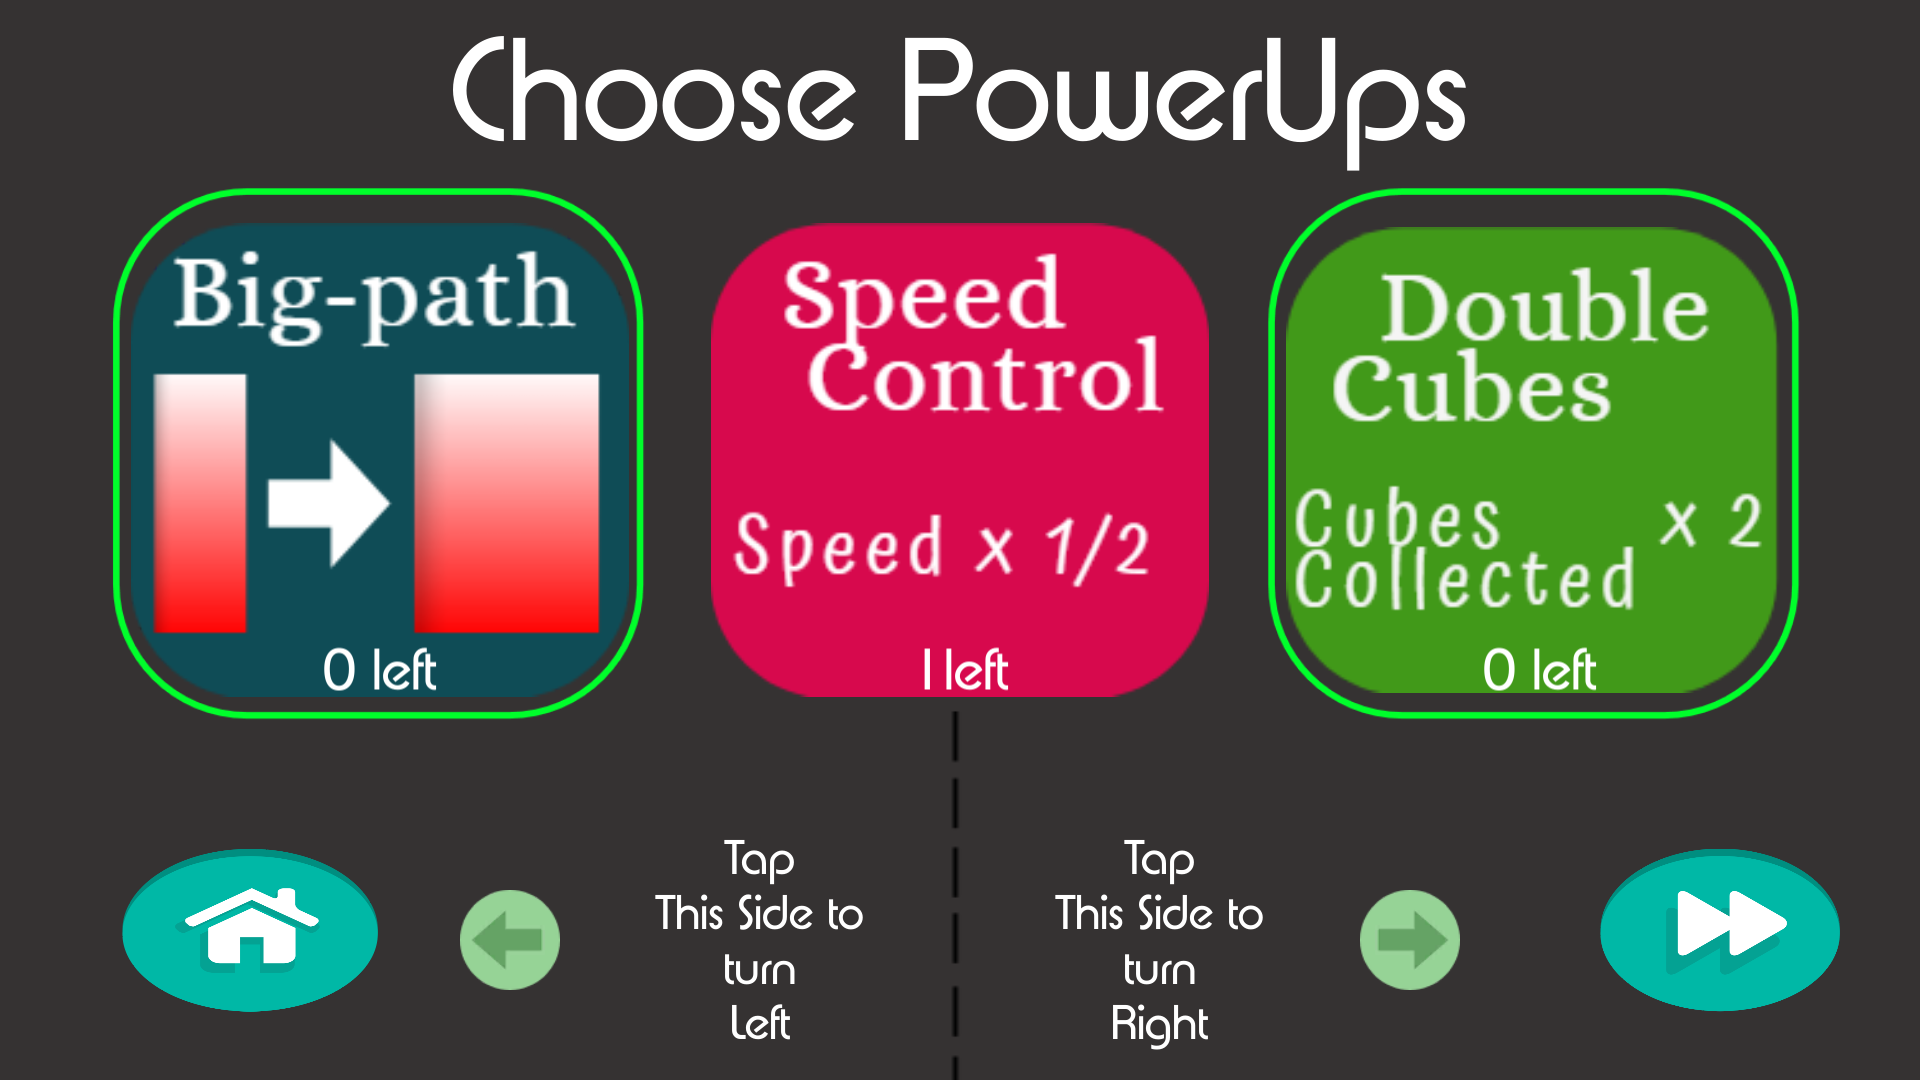 Choose PowerUps
Big-path
0 left
Speed
Control
Speed x 1/2
1 left
Double
Cubes
Cubes x 2
Collected
0 left
Tap
This Side to
turn
Left
Tap
This Side to
turn
Right